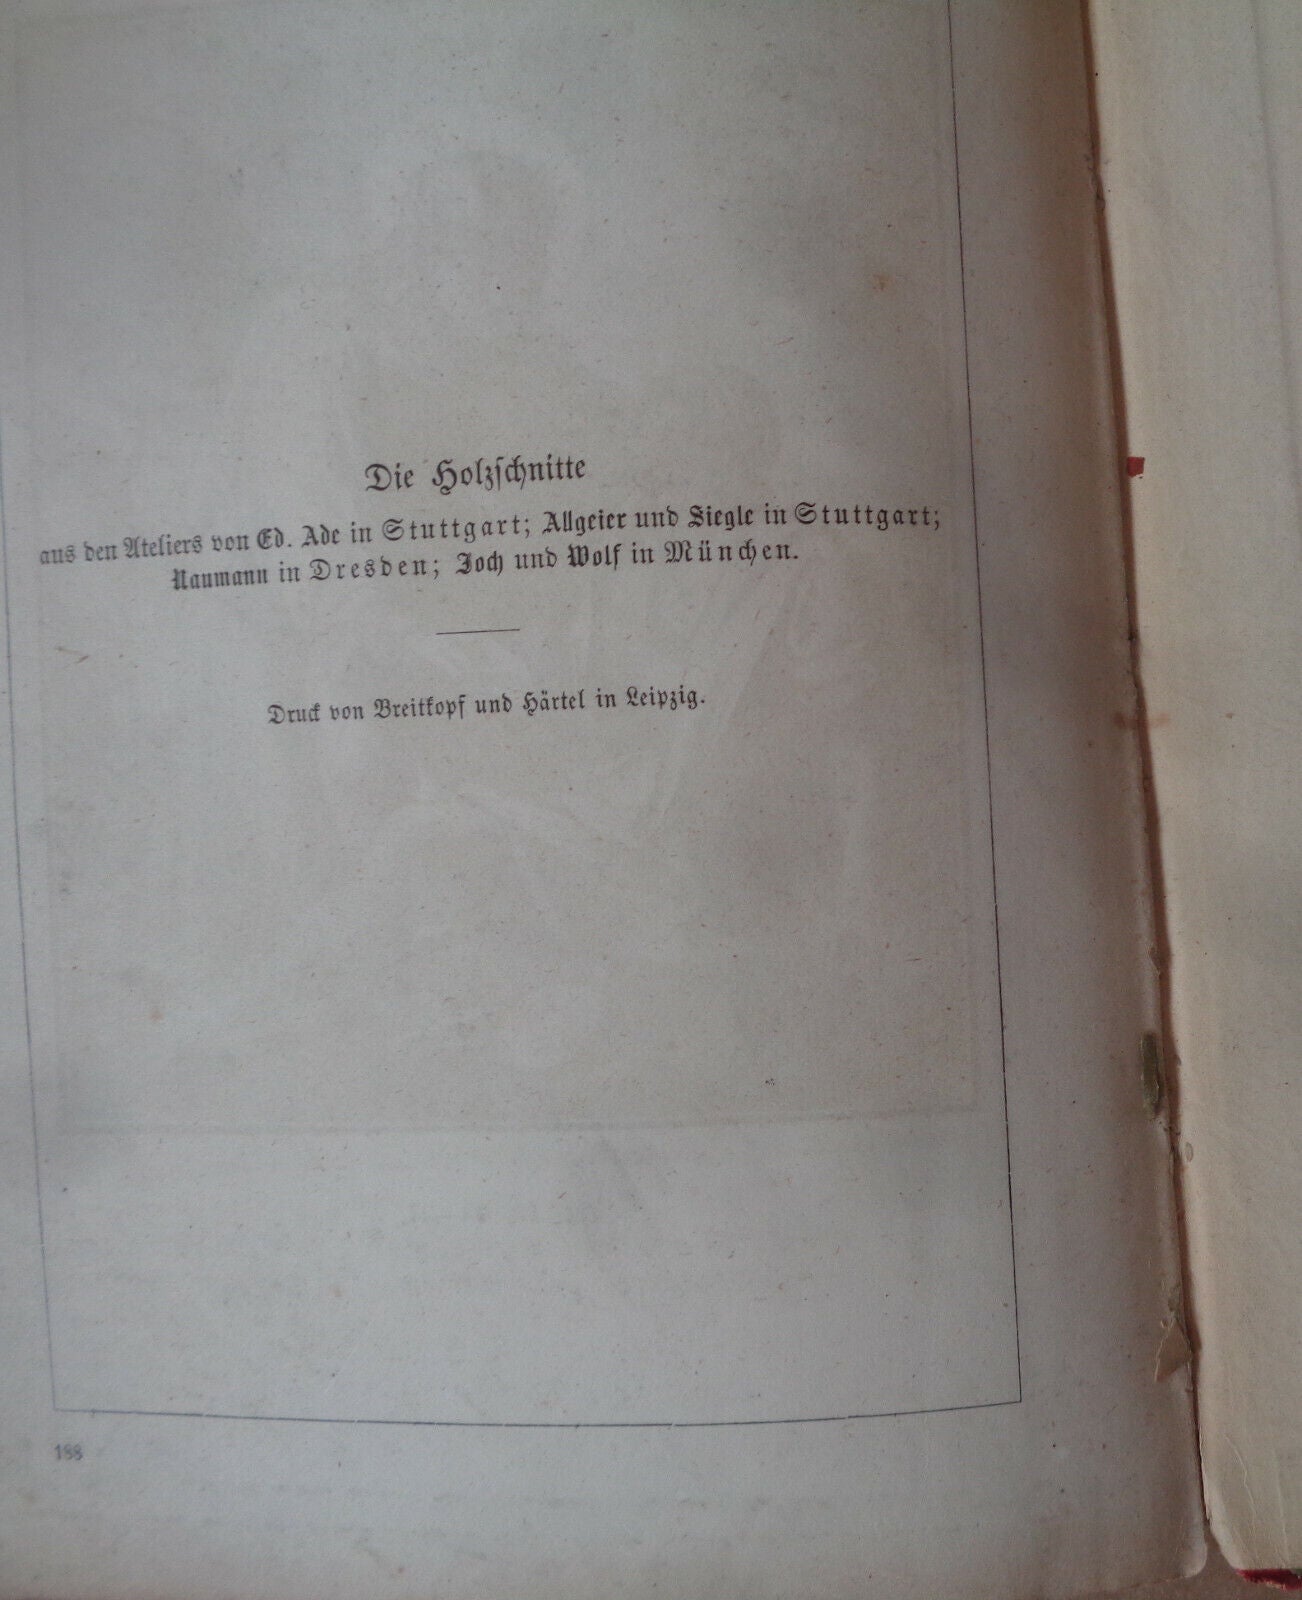 Die Holzschnitte
aus den Ateliers von Ed. Ade in Stuttgart; Allgeier und Siegle in Stuttgart;
Naumann in Dresden; Joch und Wolf in München.
Druck von Breitkopf und Härtel in Leipzig.
188